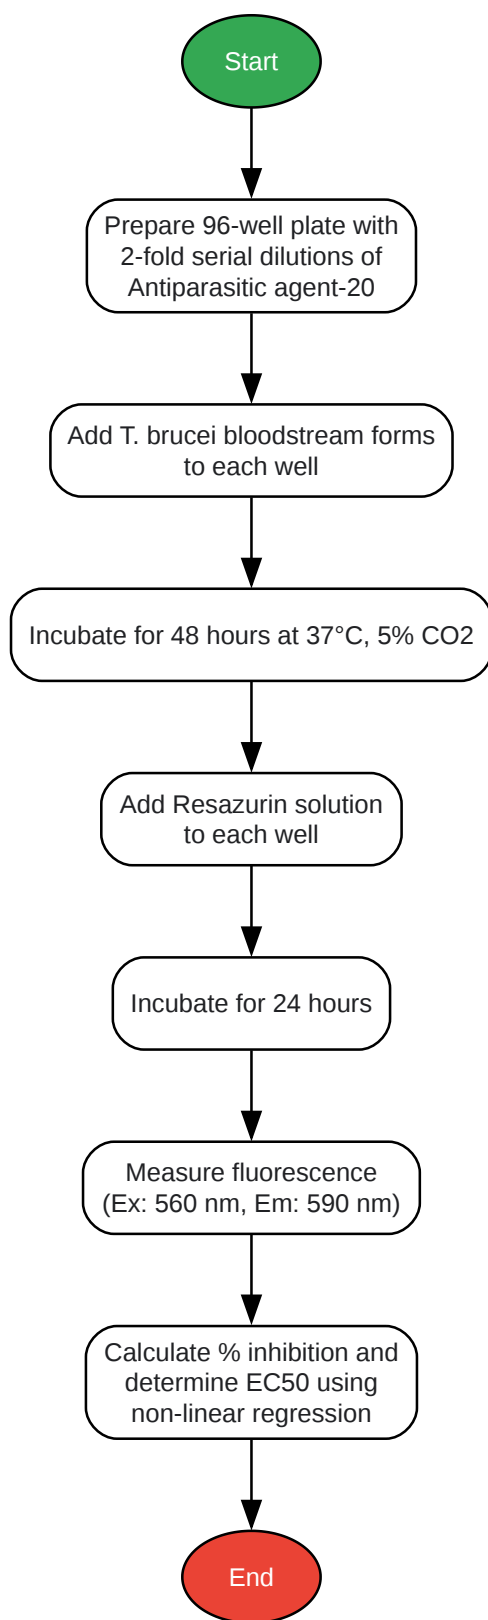 Start
Prepare 96-well plate with
2-fold serial dilutions of
Antiparasitic agent-20
Add T. brucei bloodstream forms
to each well
Incubate for 48 hours at 37°C, 5% CO2
Add Resazurin solution
to each well
Incubate for 24 hours
Measure fluorescence
(Ex: 560 nm, Em: 590 nm)
Calculate % inhibition and
determine EC50 using
non-linear regression
End